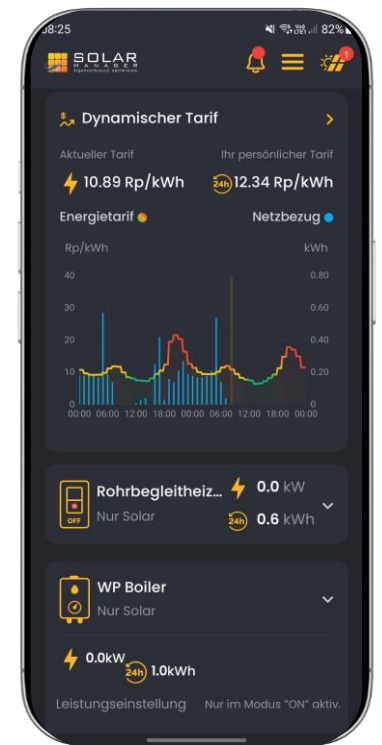 08:25 82%
SOLAR
MANAGER
Eigenverbrauch optimieren
1
Dynamischer Tarif
Aktueller Tarif Ihr persönlicher Tarif
10.89 Rp/kWh 24h 12.34 Rp/kWh
Energietarif Netzbezug
Rp/kWh kWh
40 0.80
30 0.60
20 0.40
10 0.20
0 0
00:00 06:00 12:00 18:00 00:00 06:00 12:00 18:00 00:00
Rohrbegleitheiz... 0.0 kW
OFF Nur Solar 24h 0.6 kWh
WP Boiler
Nur Solar
0.0kW 24h 1.0kWh
Leistungseinstellung Nur im Modus "ON" aktiv.